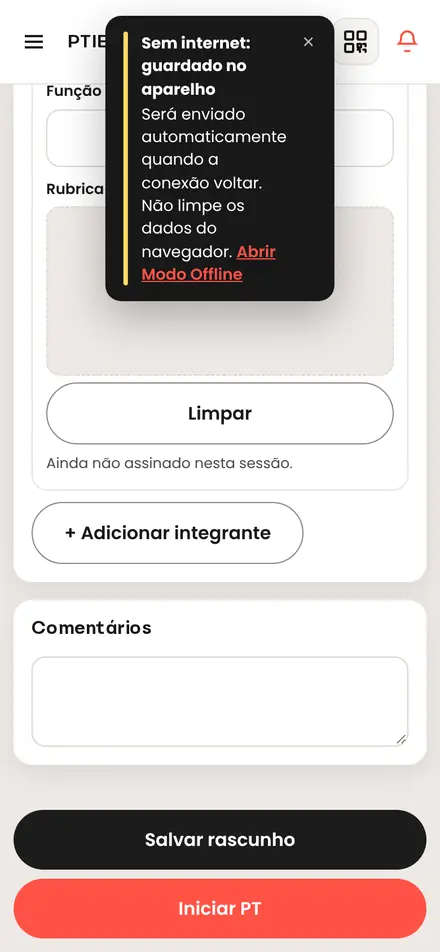 PTIE
Sem internet:
guardado no
aparelho
Será enviado
automaticamente
quando a
conexão voltar.
Não limpe os
dados do
navegador. Abrir
Modo Offline
Função
Rubrica
Limpar
Ainda não assinado nesta sessão.
+ Adicionar integrante
Comentários
Salvar rascunho
Iniciar PT